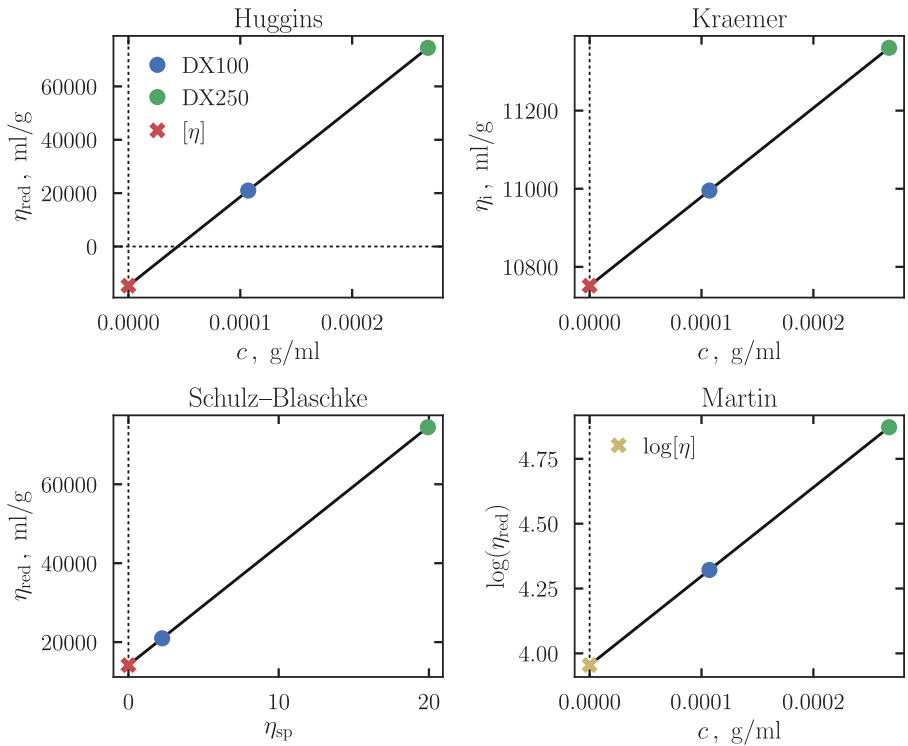 Huggins
60000
40000
20000
0
η_red , ml/g
DX100
DX250
[η]
0.0000 0.0001 0.0002
c , g/ml
Kraemer
11200
11000
10800
η_i , ml/g
0.0000 0.0001 0.0002
c , g/ml
Schulz–Blaschke
60000
40000
20000
η_red , ml/g
0 10 20
η_sp
Martin
4.75
4.50
4.25
4.00
log(η_red)
log[η]
0.0000 0.0001 0.0002
c , g/ml